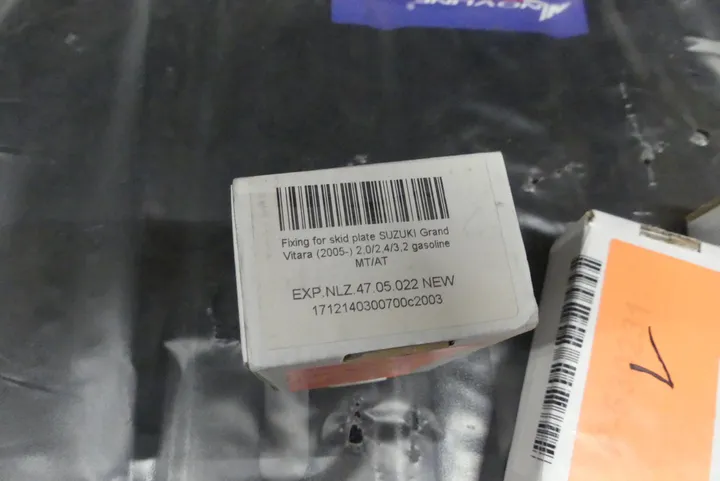 Fixing for skid plate SUZUKI Grand
Vitara (2005-) 2,0/2,4/3,2 gasoline
MT/AT
EXP.NLZ.47.05.022 NEW
1712140300700c2003